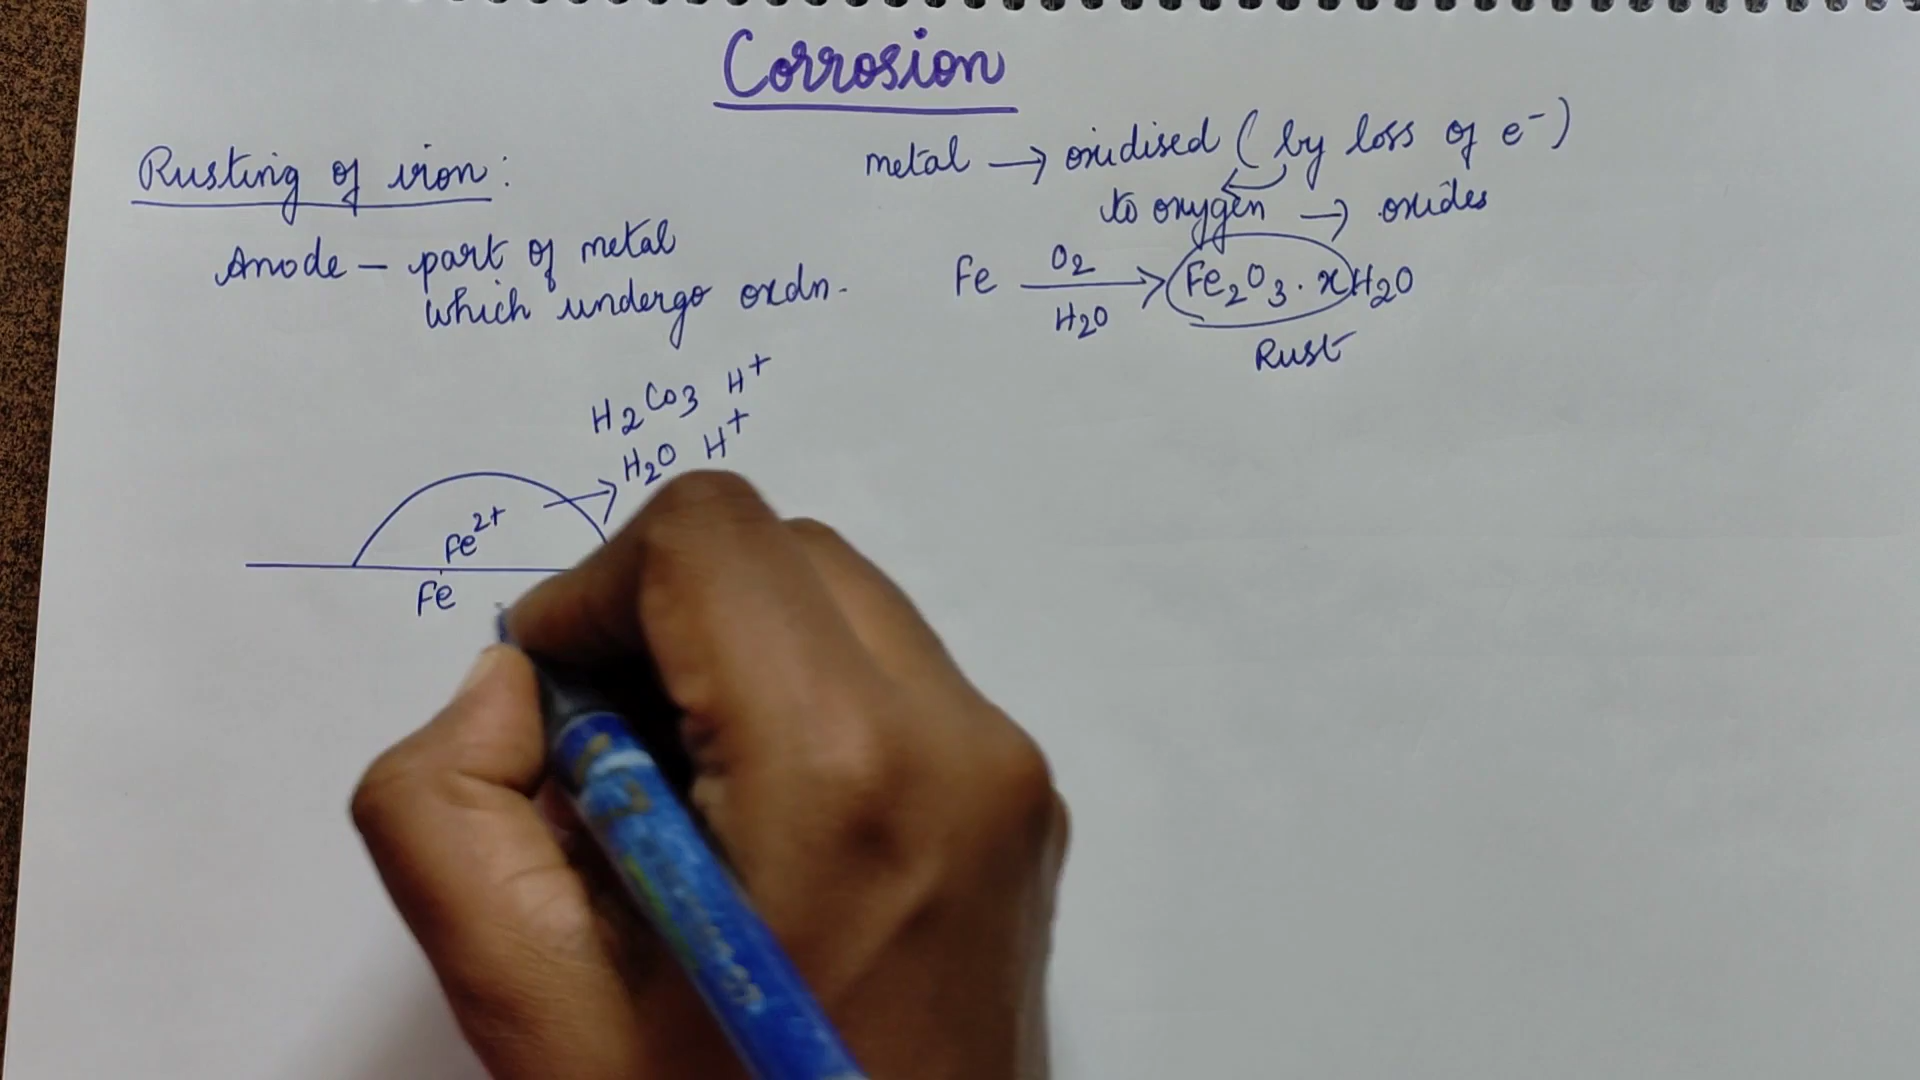 Corrosion
Rusting of iron:
Anode – part of metal
which undergo oxdn.
metal → oxidised (by loss of e⁻)
to oxygen → oxides
Fe O₂ H₂O → Fe₂O₃·xH₂O
Rust
H₂CO₃ H⁺
H₂O H⁺
Fe²⁺
Fe